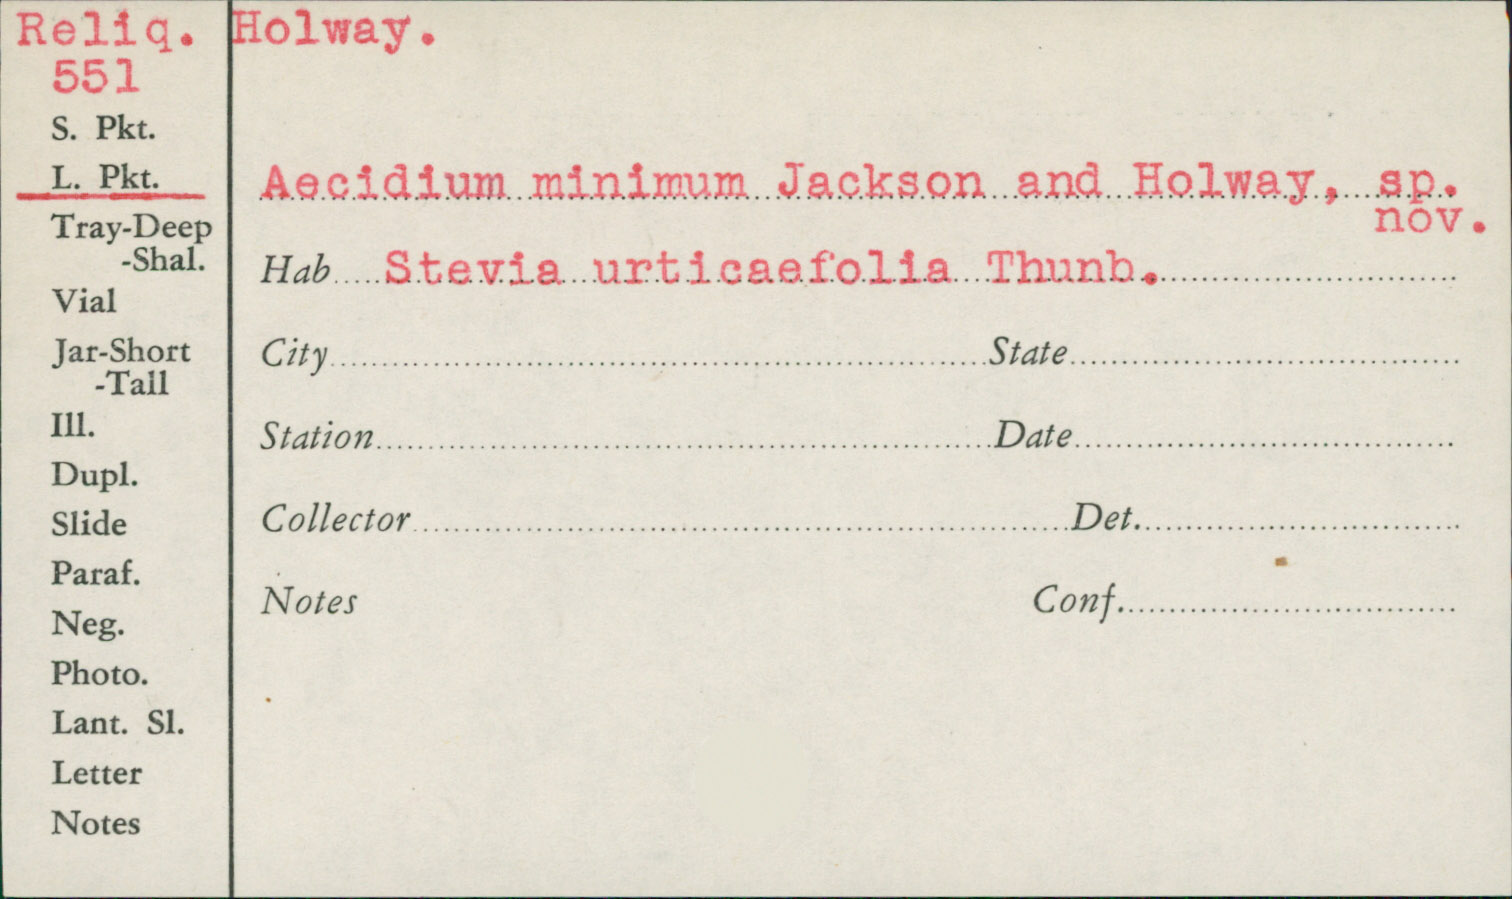 Reliq. Holway.
551
S. Pkt.
L. Pkt.
Aecidium minimum Jackson and Holway, sp.
nov.
Tray-Deep
-Shal.
Hab Stevia urticaefolia Thunb.
Vial
Jar-Short
-Tall
City State
Ill.
Station Date
Dupl.
Slide
Collector Det.
Paraf.
Notes Conf.
Neg.
Photo.
Lant. Sl.
Letter
Notes